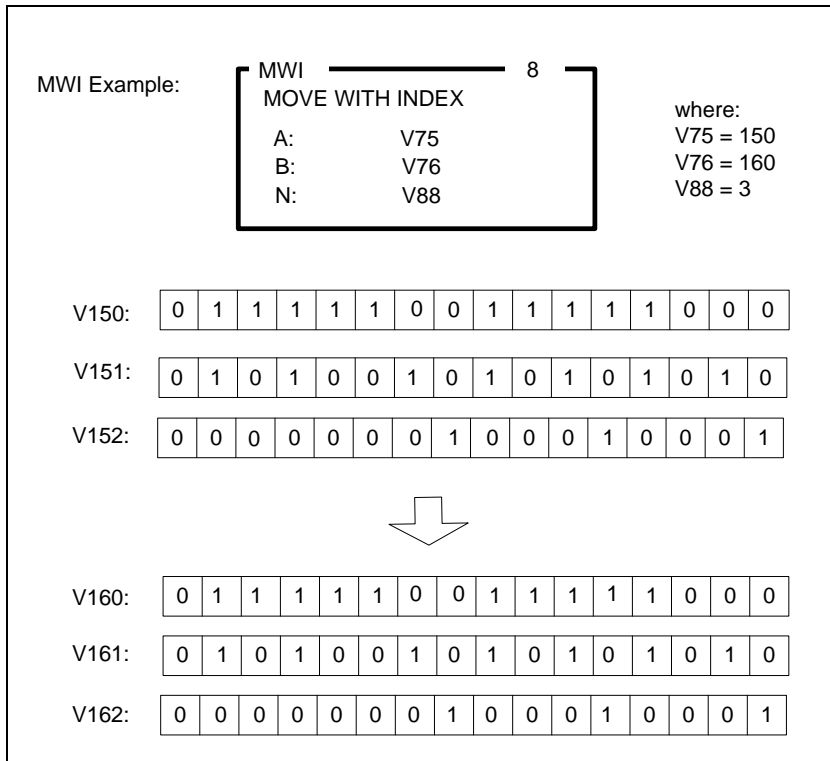 MWI Example:
MWI 8
MOVE WITH INDEX
A: V75
B: V76
N: V88
where:
V75 = 150
V76 = 160
V88 = 3
V150: 0 1 1 1 1 1 0 0 1 1 1 1 1 0 0 0
V151: 0 1 0 1 0 0 1 0 1 0 1 0 1 0 1 0
V152: 0 0 0 0 0 0 0 1 0 0 0 1 0 0 0 1
V160: 0 1 1 1 1 1 0 0 1 1 1 1 1 0 0 0
V161: 0 1 0 1 0 0 1 0 1 0 1 0 1 0 1 0
V162: 0 0 0 0 0 0 0 1 0 0 0 1 0 0 0 1